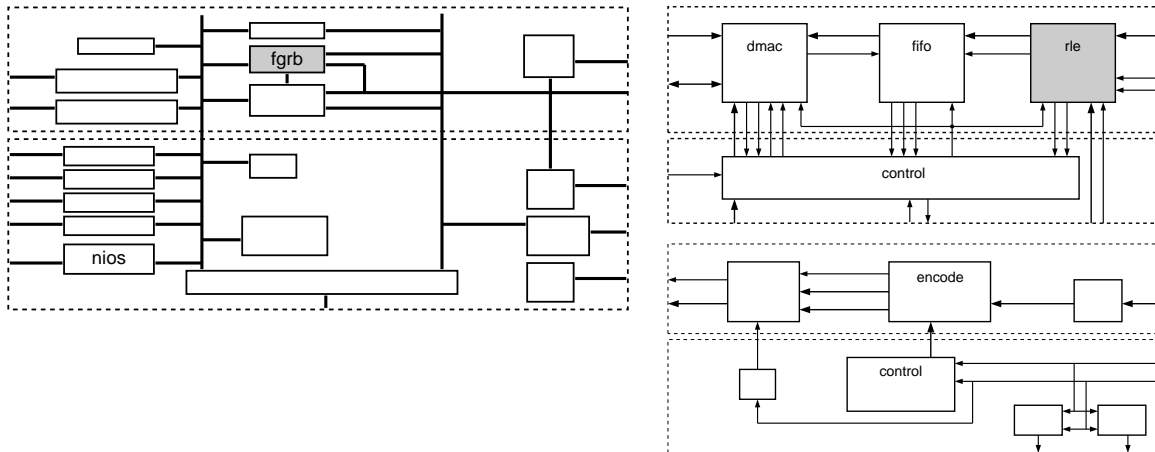 fgrb
nios
dmac
fifo
rle
control
encode
control